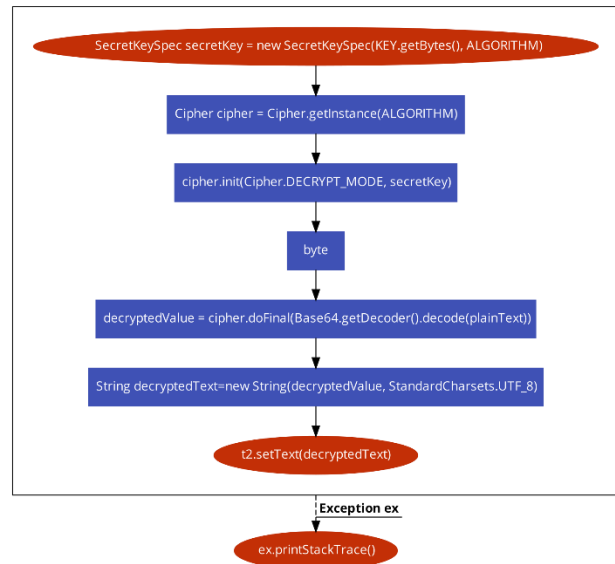 SecretKeySpec secretKey = new SecretKeySpec(KEY.getBytes(), ALGORITHM)
Cipher cipher = Cipher.getInstance(ALGORITHM)
cipher.init(Cipher.DECRYPT_MODE, secretKey)
byte
decryptedValue = cipher.doFinal(Base64.getDecoder().decode(plainText))
String decryptedText=new String(decryptedValue, StandardCharsets.UTF_8)
t2.setText(decryptedText)
Exception ex
ex.printStackTrace()